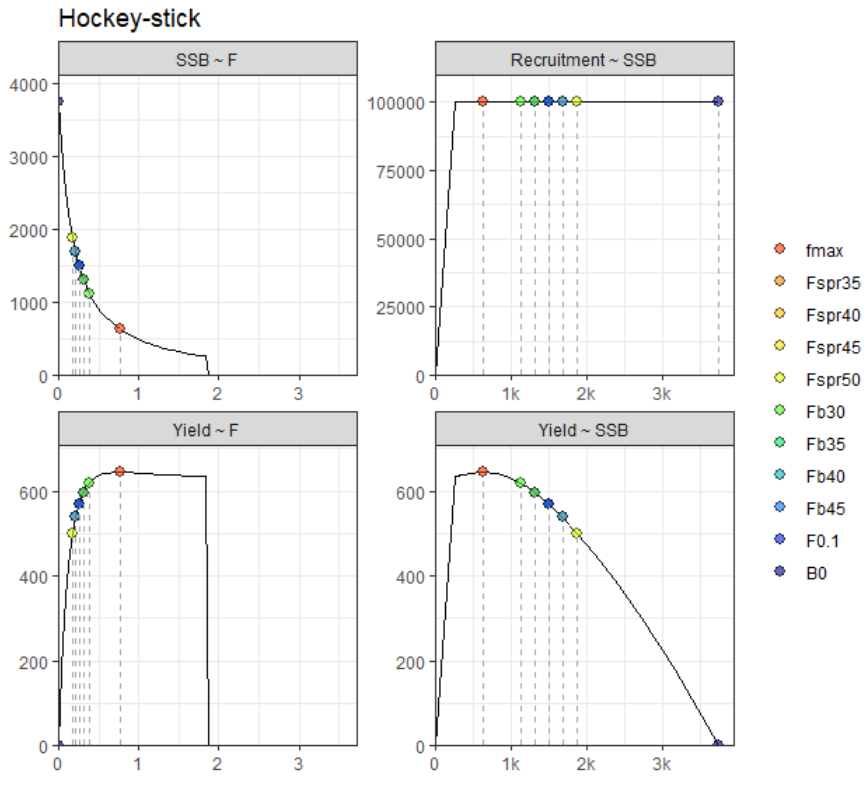 Hockey-stick
SSB ~ F
4000
3000
2000
1000
0
0 1 2 3
Recruitment ~ SSB
100000
75000
50000
25000
0
0 1k 2k 3k
Yield ~ F
600
400
200
0
0 1 2 3
Yield ~ SSB
600
400
200
0
0 1k 2k 3k
fmax
Fspr35
Fspr40
Fspr45
Fspr50
Fb30
Fb35
Fb40
Fb45
F0.1
B0